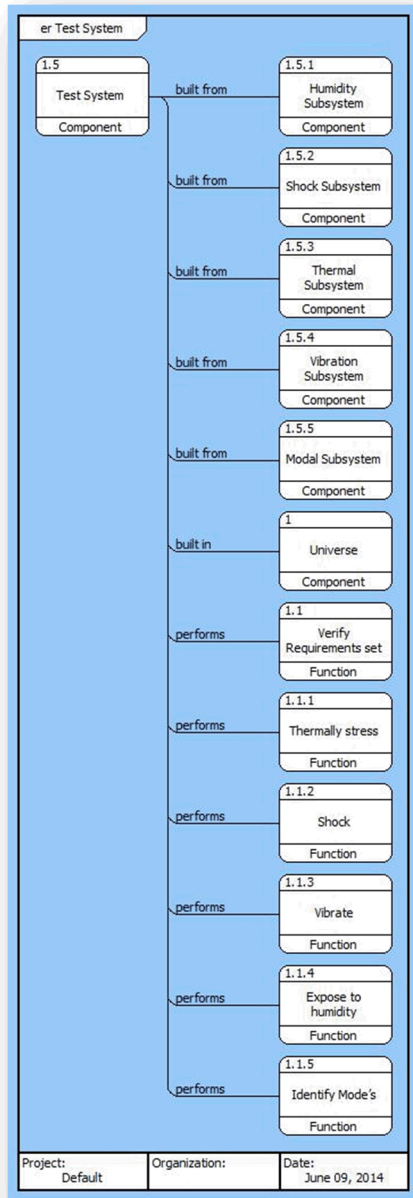 er Test System
1.5
Test System
Component
built from
1.5.1
Humidity
Subsystem
Component
built from
1.5.2
Shock Subsystem
Component
built from
1.5.3
Thermal
Subsystem
Component
built from
1.5.4
Vibration
Subsystem
Component
built from
1.5.5
Modal Subsystem
Component
built in
1
Universe
Component
performs
1.1
Verify
Requirements set
Function
performs
1.1.1
Thermally stress
Function
performs
1.1.2
Shock
Function
performs
1.1.3
Vibrate
Function
performs
1.1.4
Expose to
humidity
Function
performs
1.1.5
Identify Mode's
Function
Project:
Default
Organization:
Date:
June 09, 2014